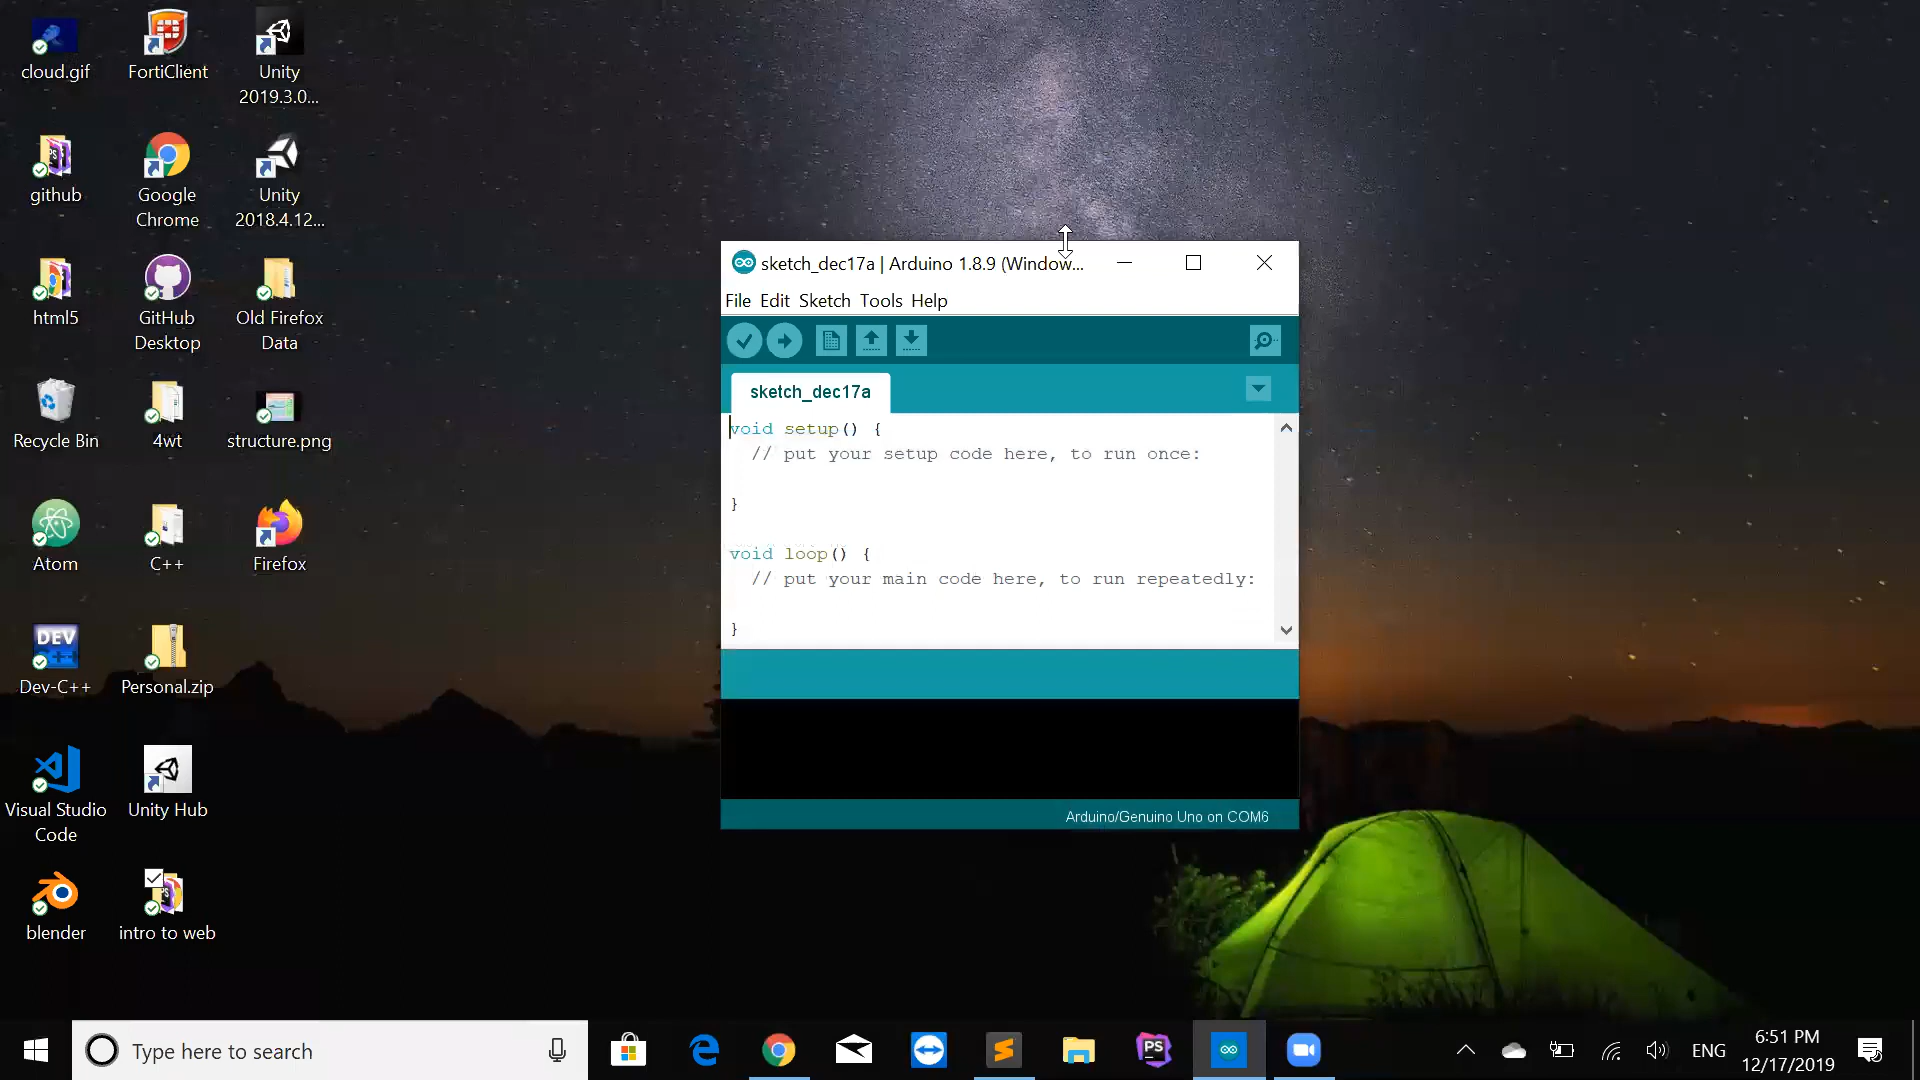 cloud.gif
FortiClient
Unity
2019.3.0...
github
Google
Chrome
Unity
2018.4.12...
html5
GitHub
Desktop
Old Firefox
Data
Recycle Bin
4wt
structure.png
Atom
C++
Firefox
DEV
C++
Dev-C++
Personal.zip
Visual Studio
Code
Unity Hub
blender
intro to web
sketch_dec17a | Arduino 1.8.9 (Window...
File Edit Sketch Tools Help
sketch_dec17a
void setup() {
  // put your setup code here, to run once:
}
void loop() {
  // put your main code here, to run repeatedly:
}
Arduino/Genuino Uno on COM6
Type here to search
PS
ENG
6:51 PM
12/17/2019